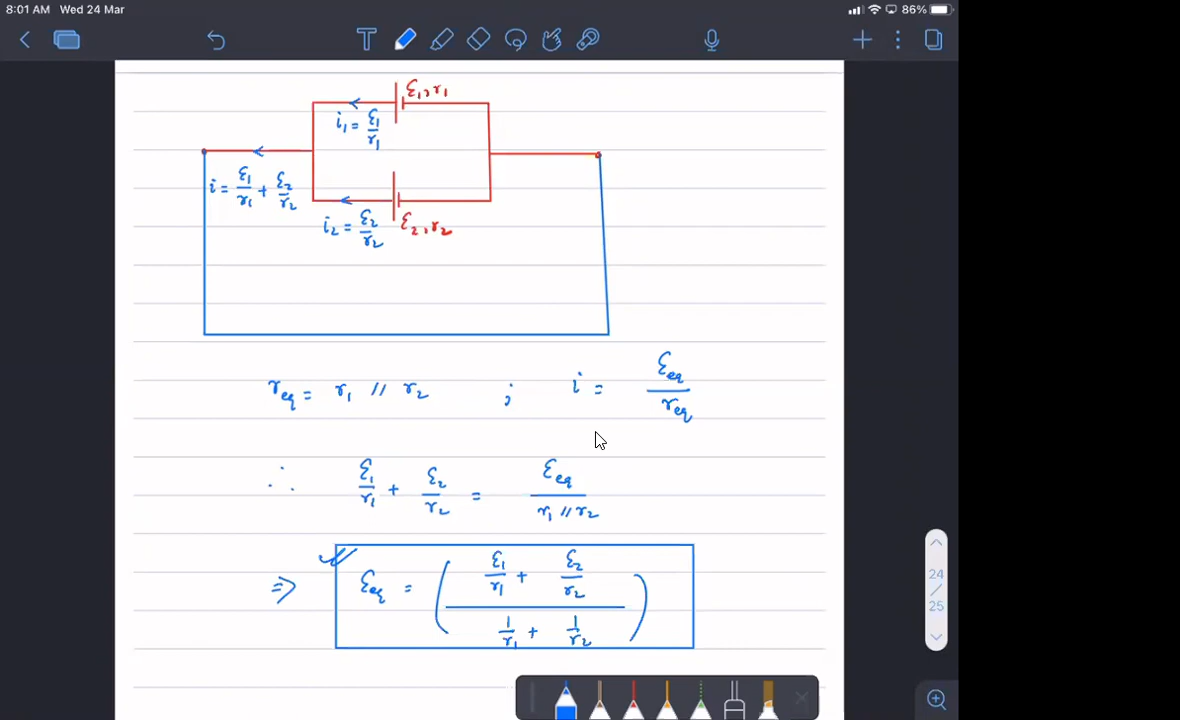 8:01 AM Wed 24 Mar 86%
T
ε₁, r₁
i₁ = ε₁/r₁
i = ε₁/r₁ + ε₂/r₂
i₂ = ε₂/r₂
ε₂, r₂
r_eq = r₁ // r₂ ; i = ε_eq/r_eq
∴ ε₁/r₁ + ε₂/r₂ = ε_eq/(r₁ // r₂)
⇒ ε_eq = ((ε₁/r₁ + ε₂/r₂)/(1/r₁ + 1/r₂))
24
/
25